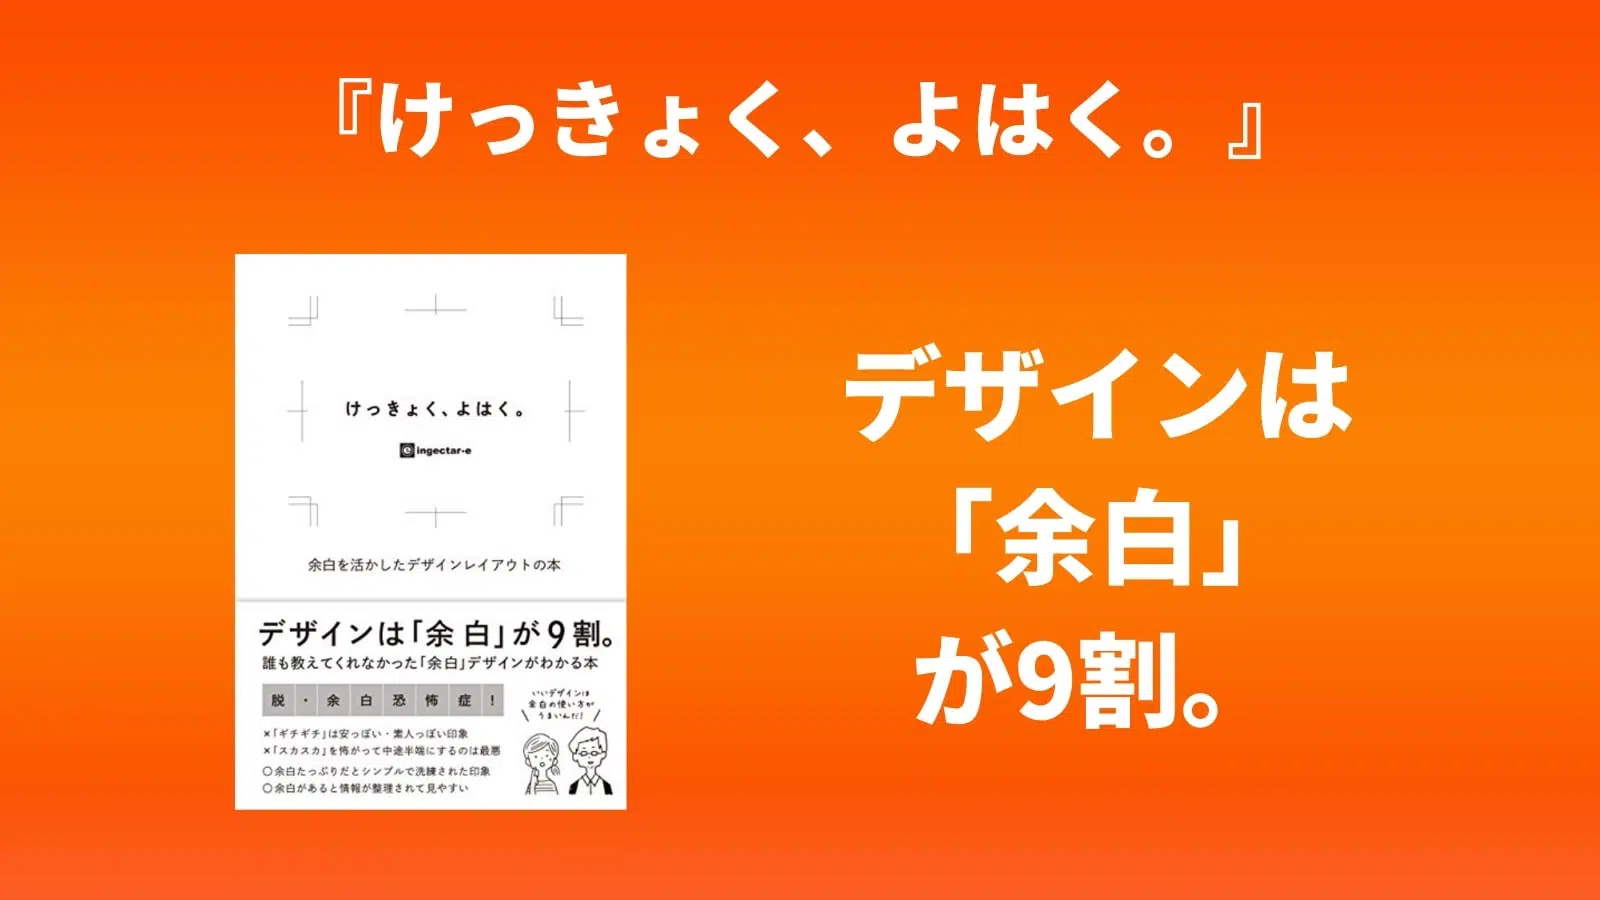 『けっきょく、よはく。』
けっきょく、よはく。
ingectar-e
余白を活かしたデザインレイアウトの本
デザインは「余白」が9割。
誰も教えてくれなかった「余白」デザインがわかる本
脱・余白恐怖症!
×「ギチギチ」は安っぽい・素人っぽい印象
×「スカスカ」を怖がって中途半端にするのは最悪
○余白たっぷりだとシンプルで洗練された印象
○余白があると情報が整理されて見やすい
いいデザインは
余白の使い方が
うまいんだ!
デザインは
「余白」
が9割。